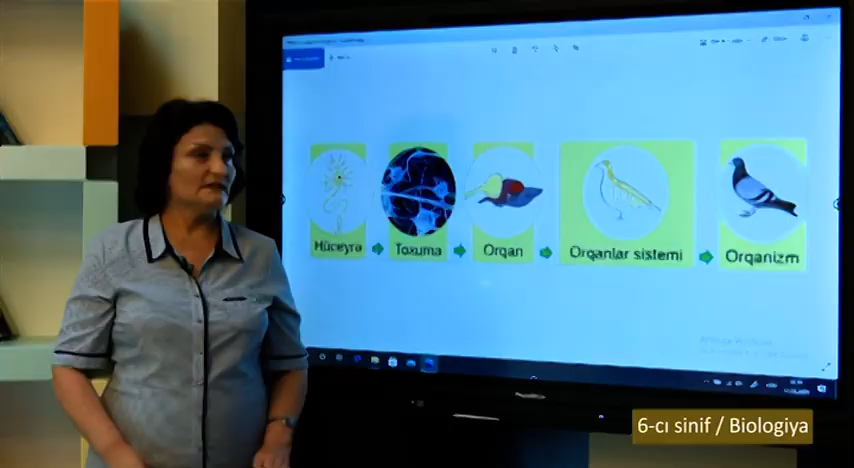 Hüceyrə
Toxuma
Orqan
Orqanlar sistemi
Orqanizm
6-cı sinif / Biologiya